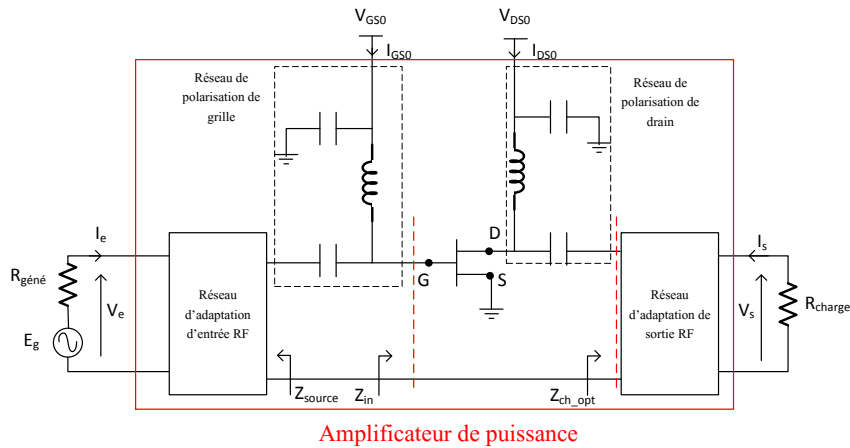 V_GS0
V_DS0
I_GS0
I_DS0
Réseau de
polarisation de
grille
Réseau de
polarisation de
drain
I_e
R_géné
V_e
E_g
Réseau
d'adaptation
d'entrée RF
G
D
S
Réseau
d'adaptation de
sortie RF
I_s
V_s
R_charge
Z_source
Z_in
Z_ch_opt
Amplificateur de puissance